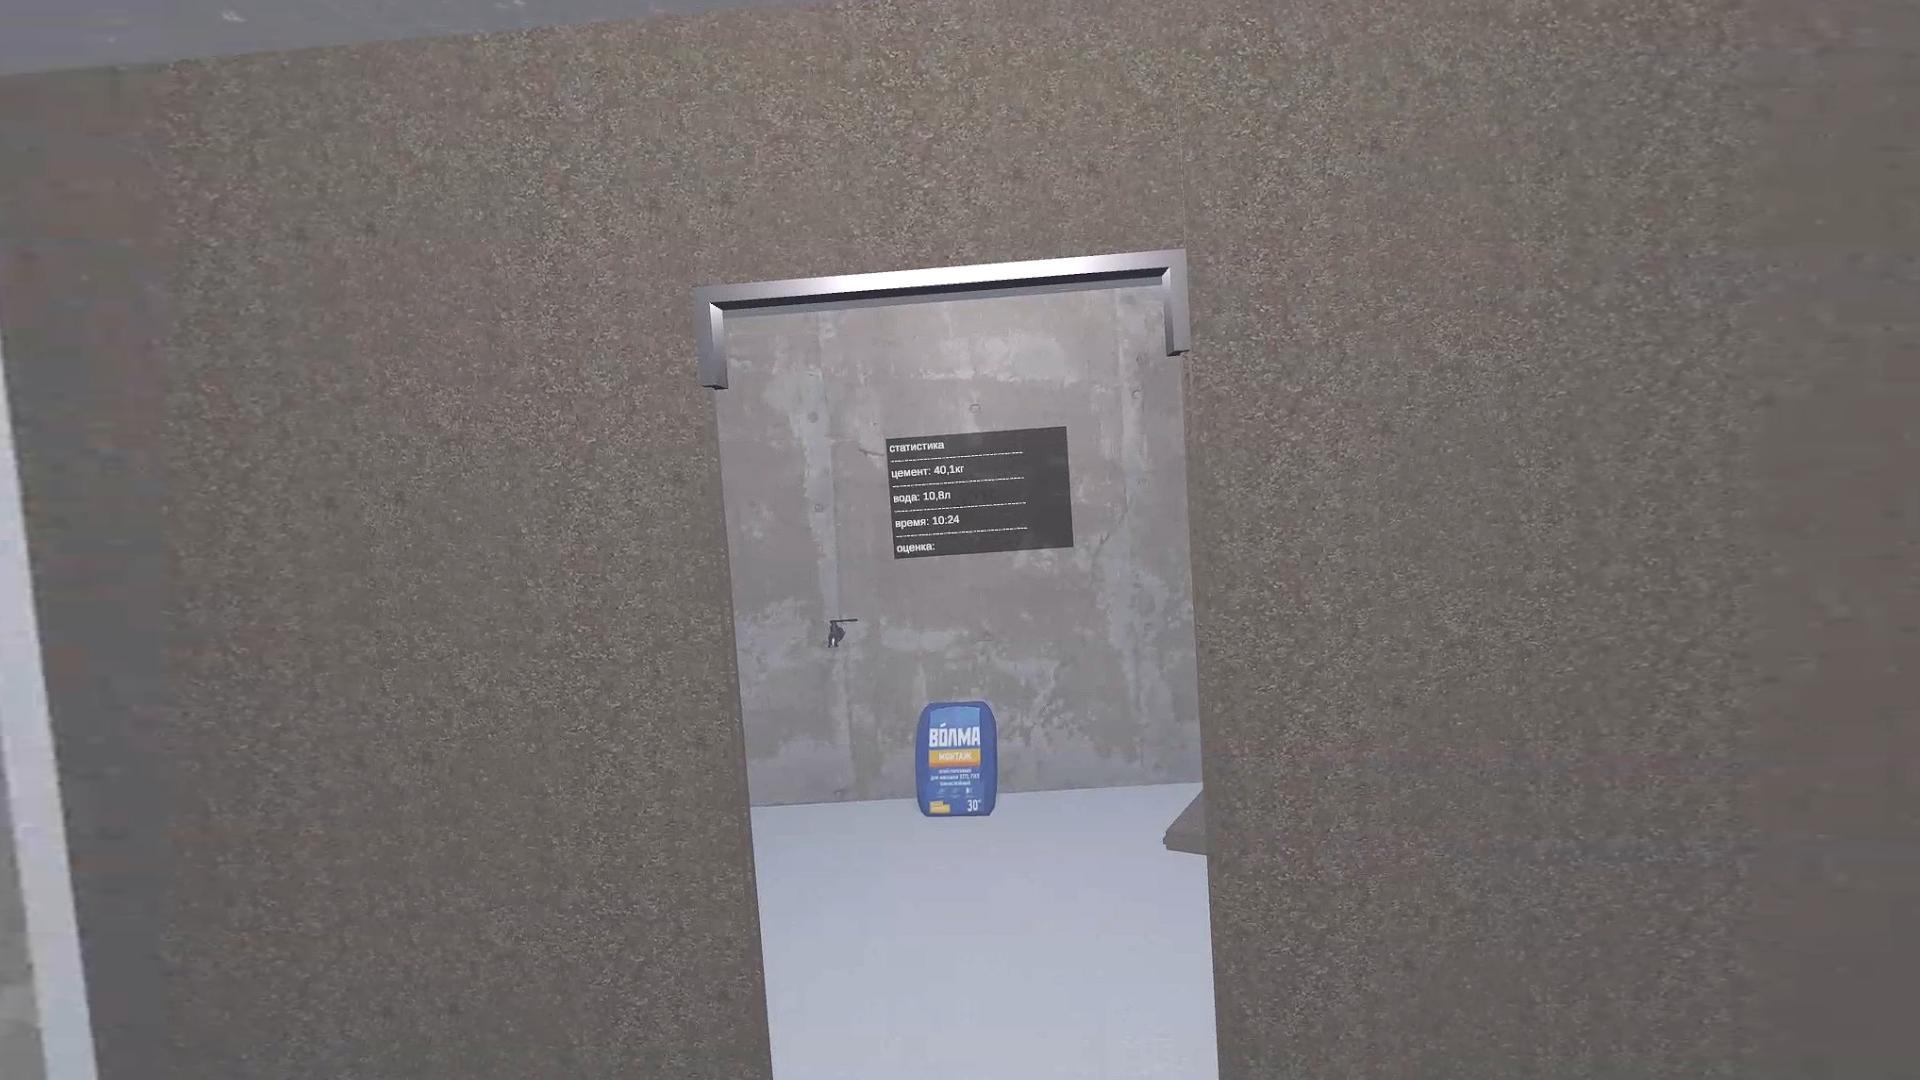 статистика
цемент: 40,1кг
вода: 10,8л
время: 10:24
оценка:
ВОЛМА
МОНТАЖ
30